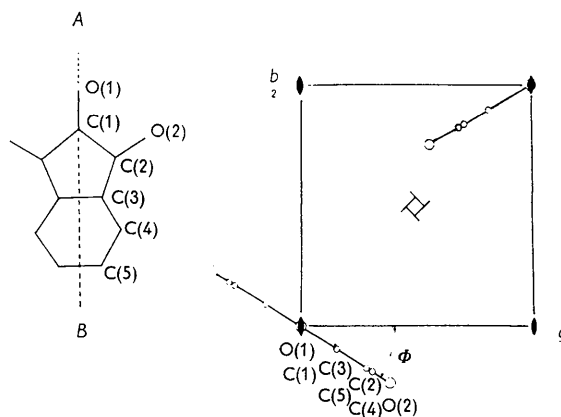 A
O(1)
C(1)
O(2)
C(2)
C(3)
C(4)
C(5)
B
b
2
Φ
O(1)
C(3)
C(1)
C(2)
C(5)
O(2)
C(4)